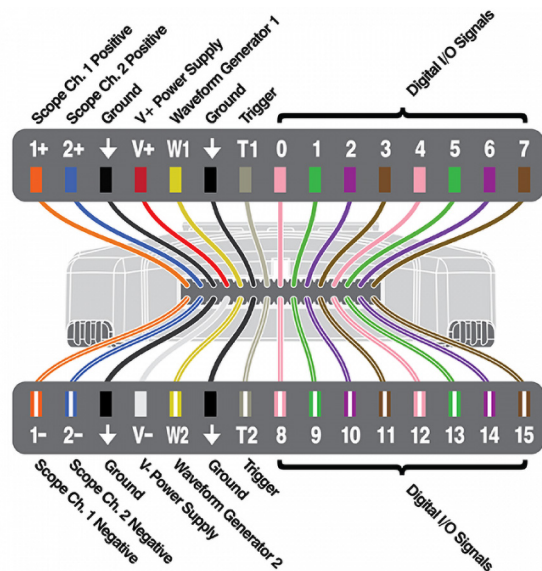 Scope Ch. 1 Positive
Scope Ch. 2 Positive
Ground
V+ Power Supply
Waveform Generator 1
Ground
Trigger
Digital I/O Signals
1+ 2+ V+ W1 T1 0 1 2 3 4 5 6 7
1- 2- V- W2 T2 8 9 10 11 12 13 14 15
Scope Ch. 1 Negative
Scope Ch. 2 Negative
Ground
V- Power Supply
Waveform Generator 2
Ground
Trigger
Digital I/O Signals